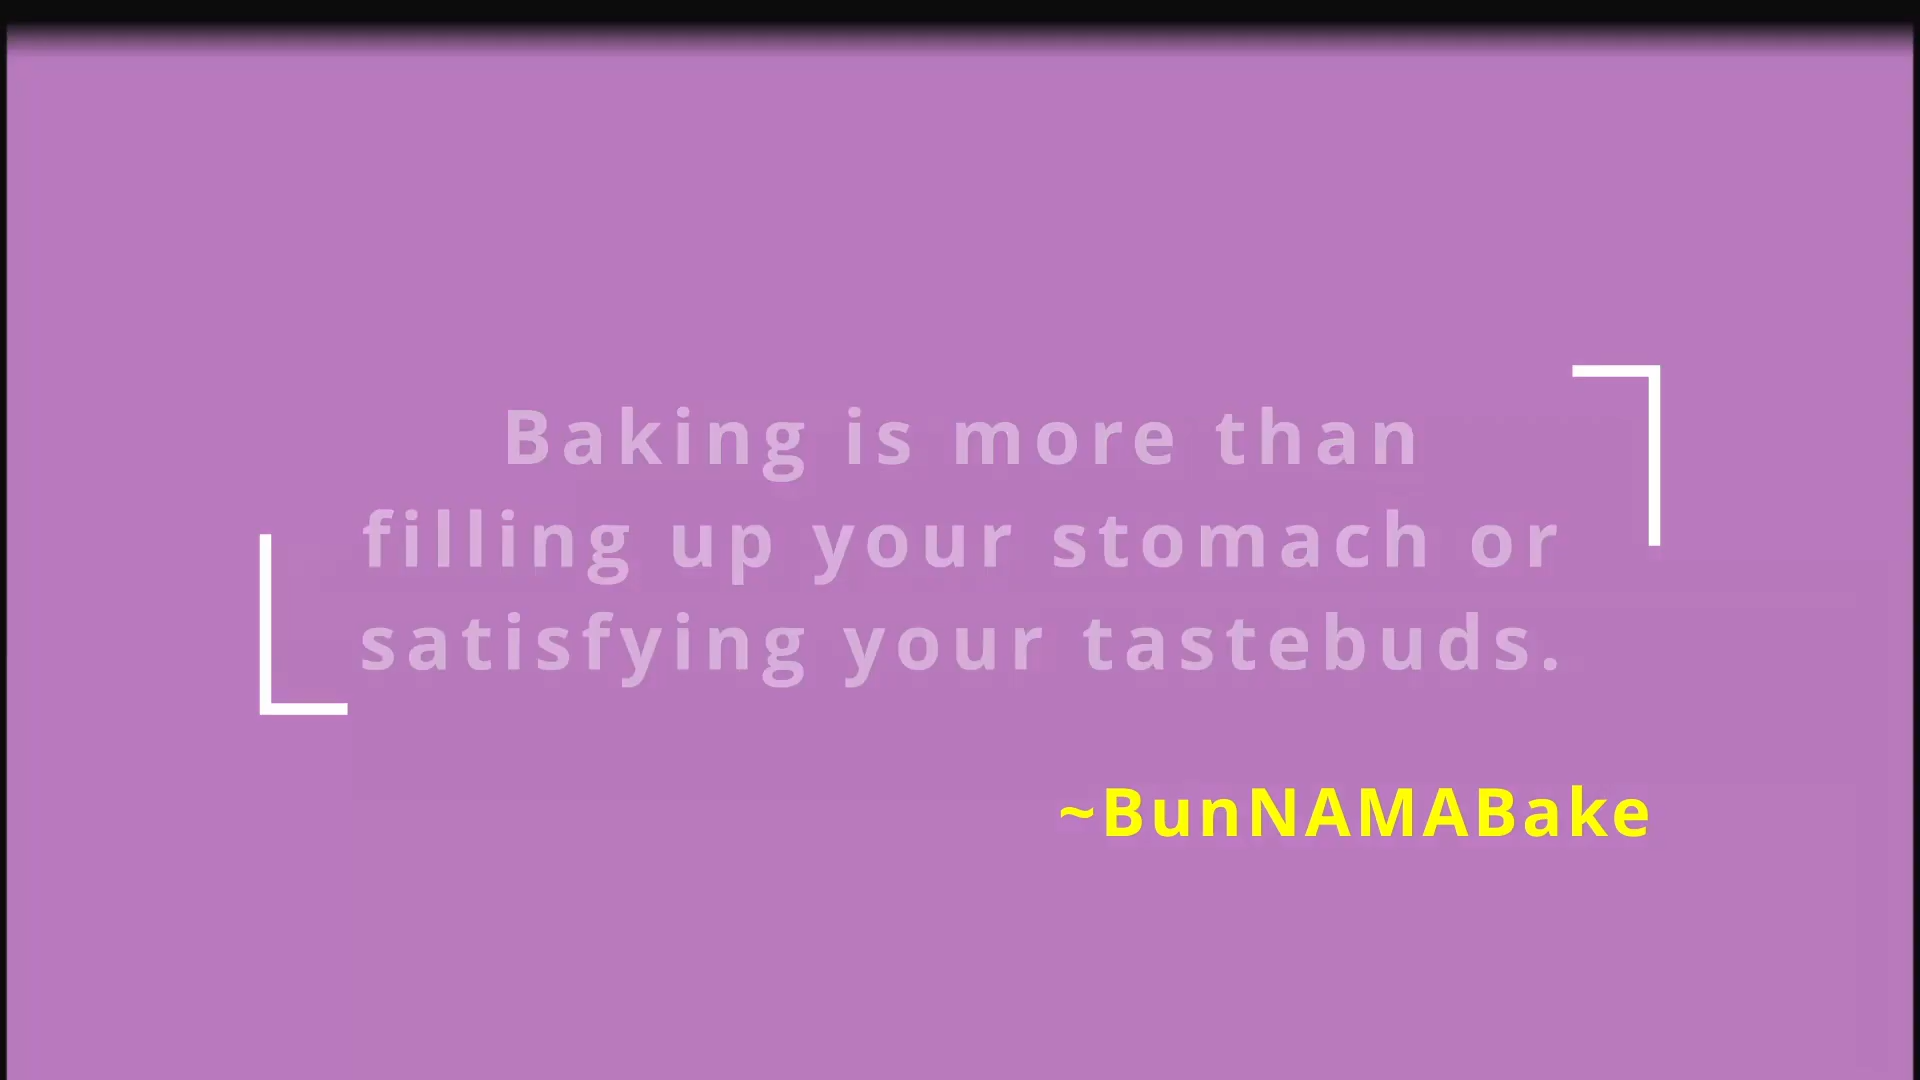 Baking is more than
filling up your stomach or
satisfying your tastebuds.
~BunNAMABake